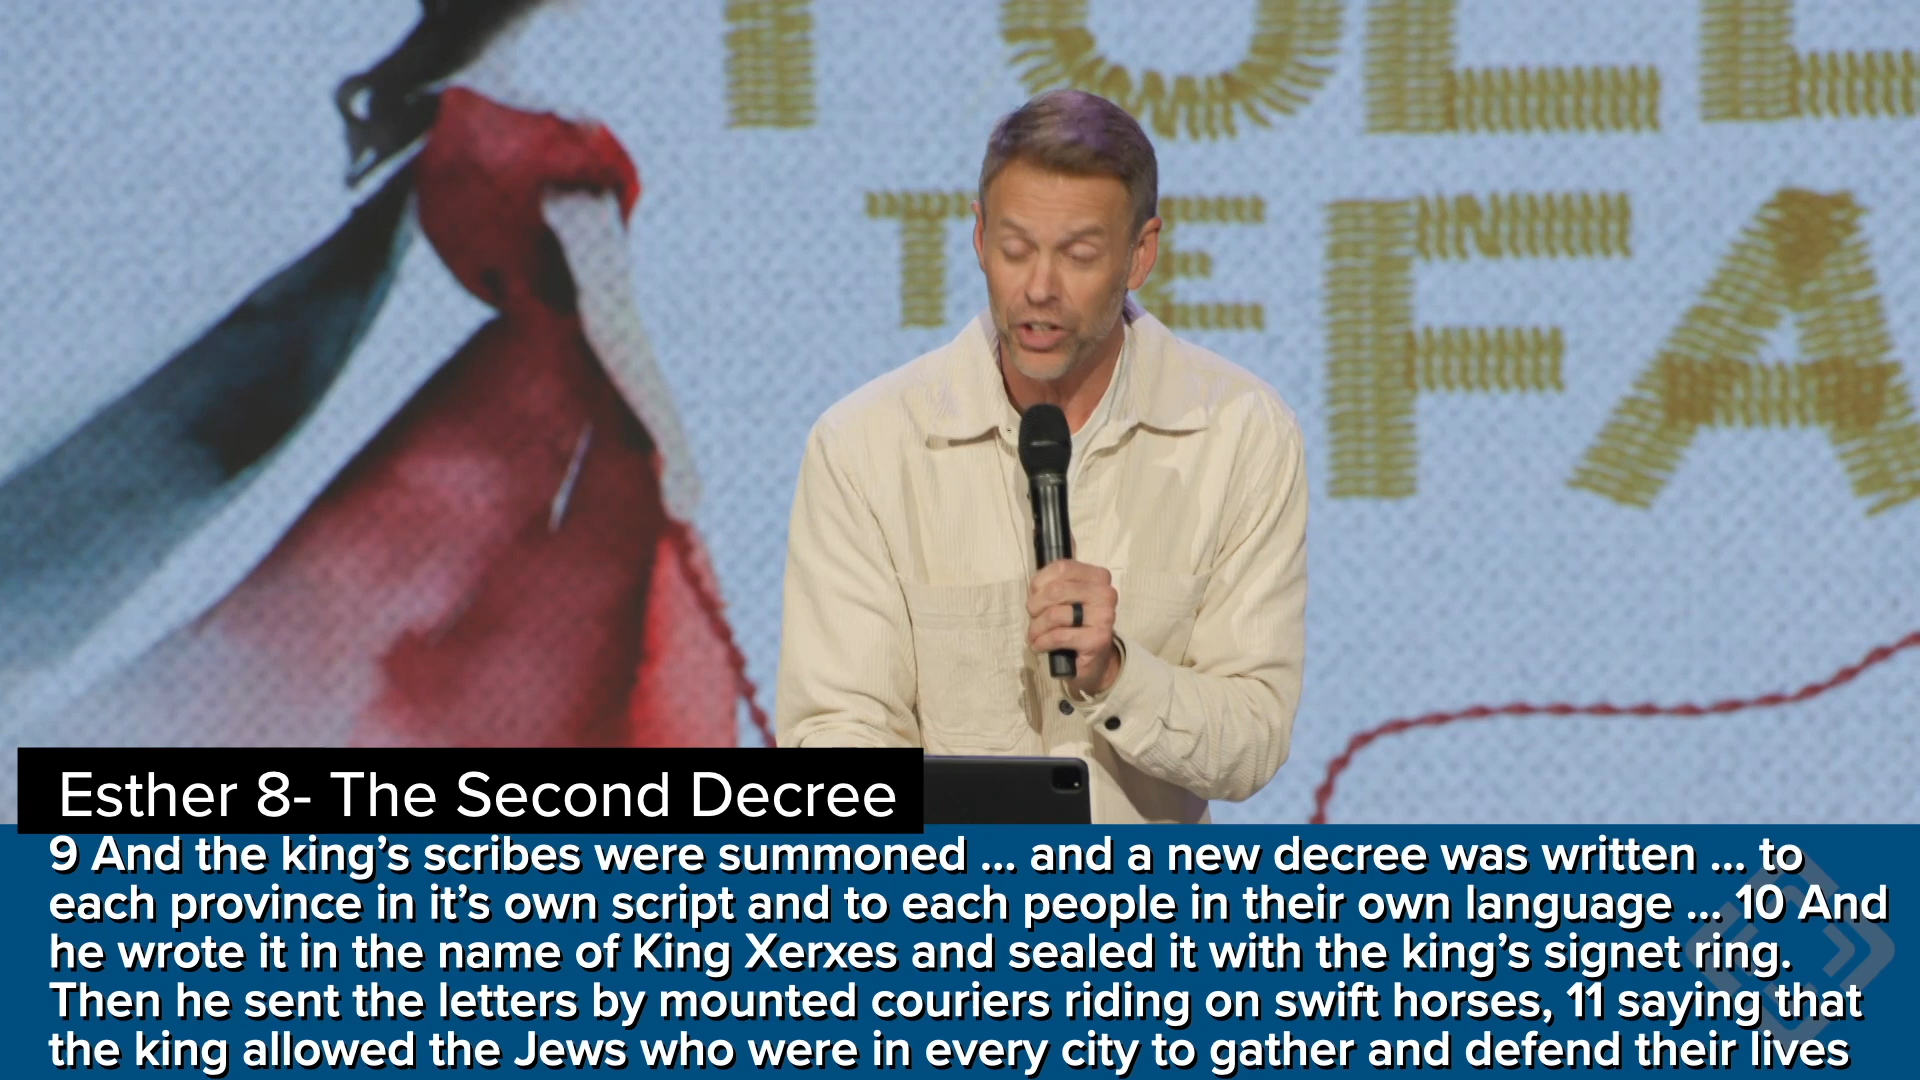 THE FA
Esther 8- The Second Decree
9 And the king’s scribes were summoned ... and a new decree was written ... to
each province in it’s own script and to each people in their own language ... 10 And
he wrote it in the name of King Xerxes and sealed it with the king’s signet ring.
Then he sent the letters by mounted couriers riding on swift horses, 11 saying that
the king allowed the Jews who were in every city to gather and defend their lives